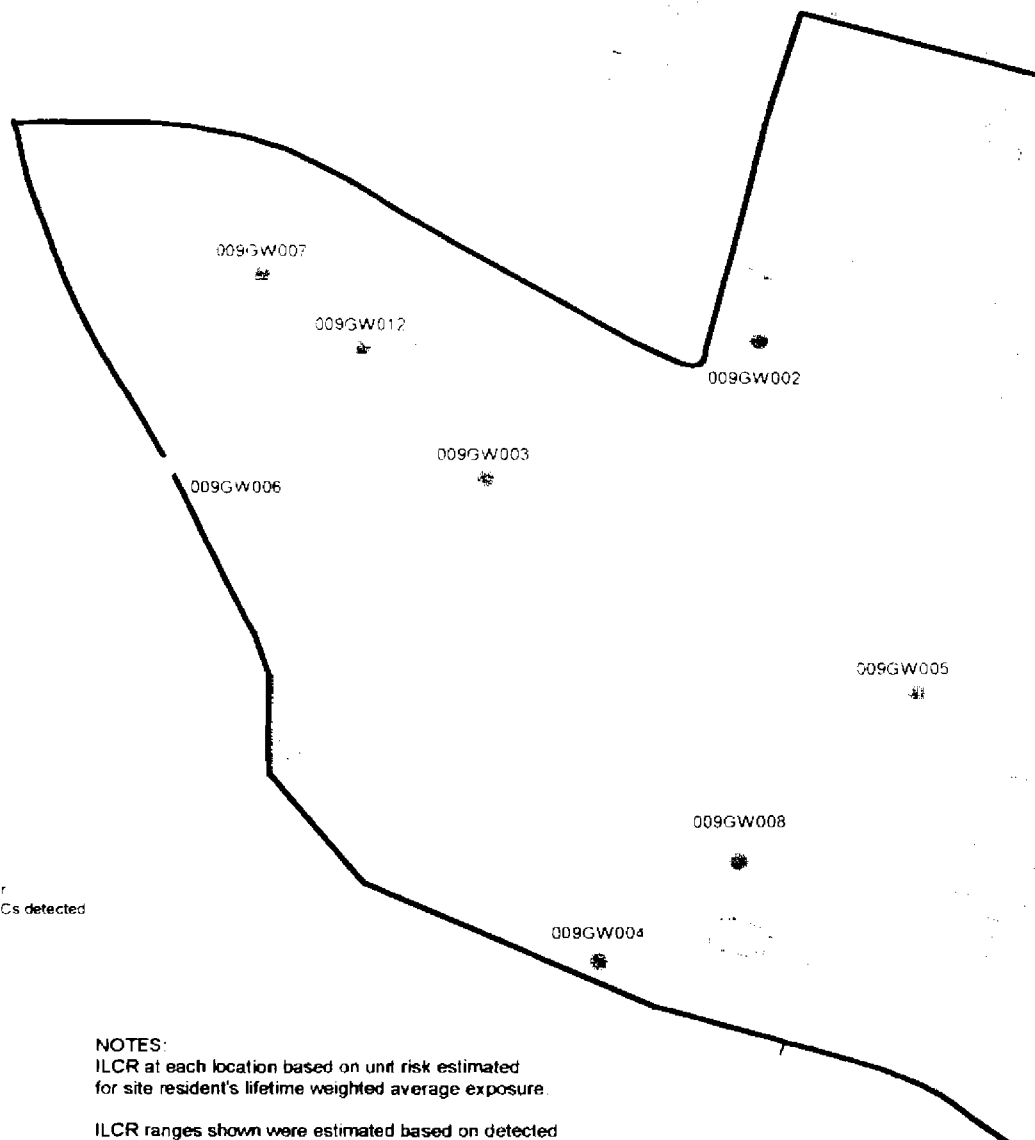 009GW007
009GW012
009GW002
009GW003
009GW006
009GW005
009GW008
r
Cs detected
009GW004
NOTES:
ILCR at each location based on unit risk estimated
for site resident's lifetime weighted average exposure.
ILCR ranges shown were estimated based on detected